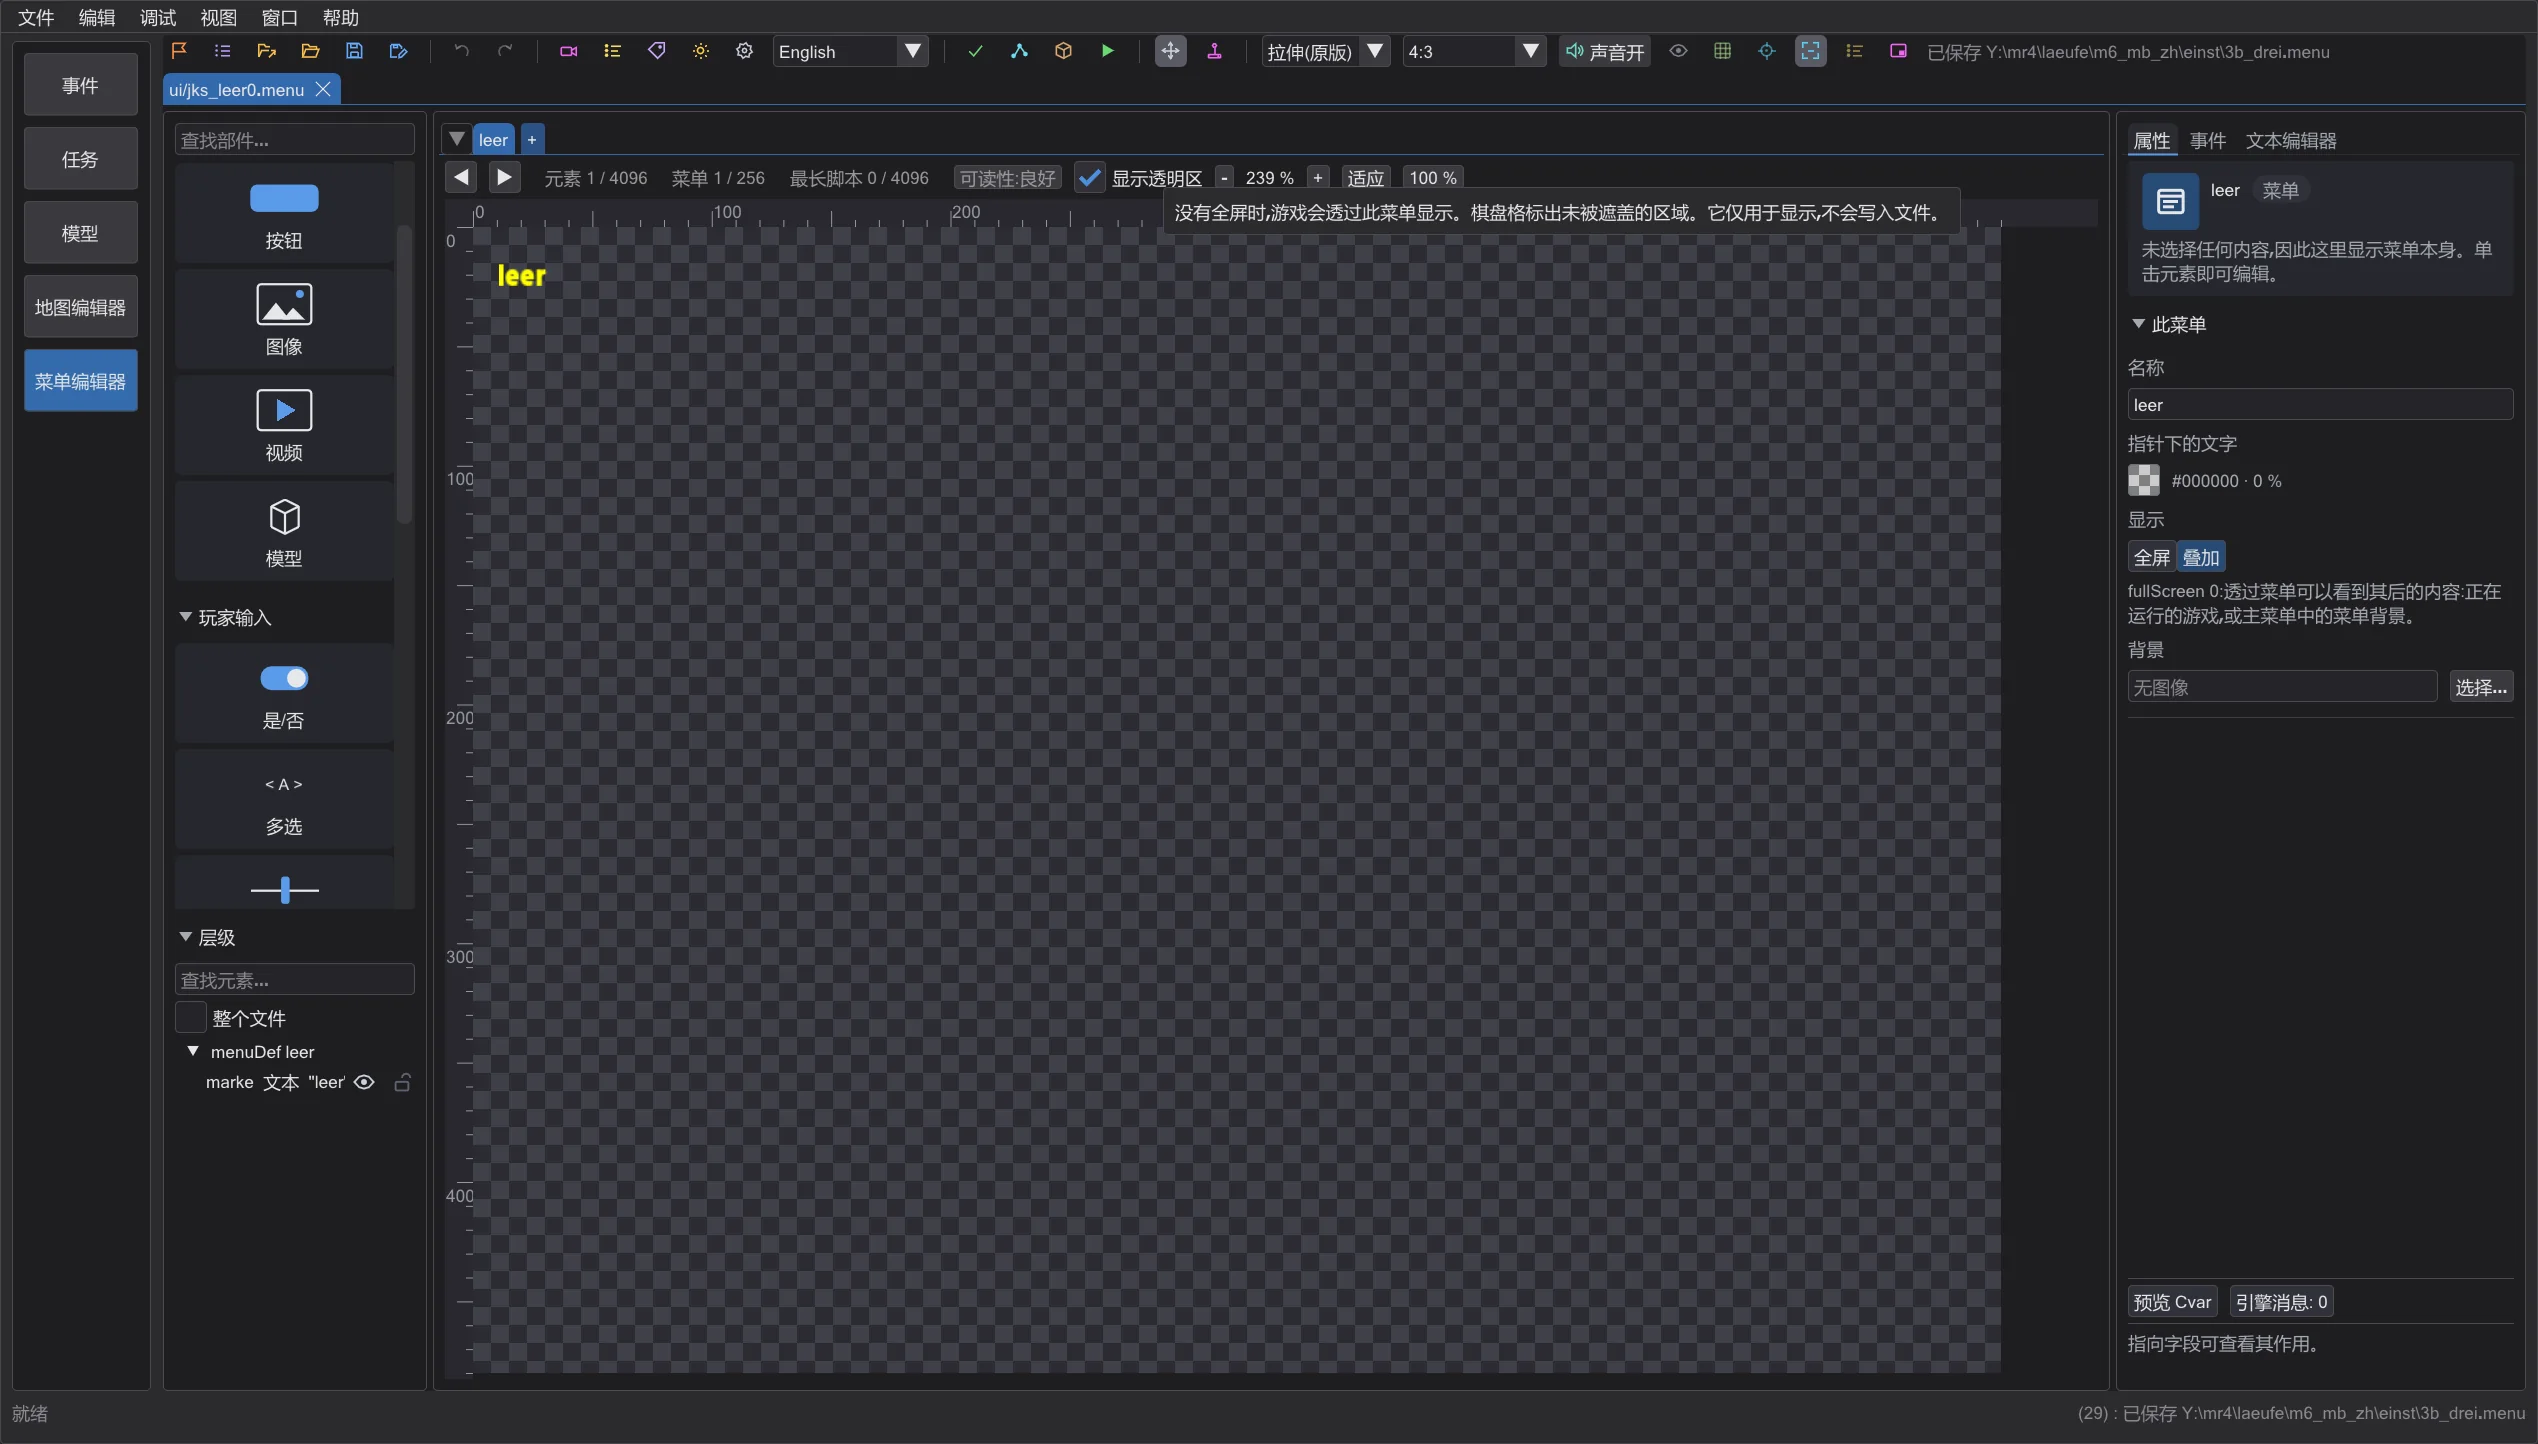 文件 编辑 调试 视图 窗口 帮助
English 拉伸(原版) 4:3 声音开 已保存 Y:\mr4\laeufe\m6_mb_zh\einst\3b_drei.menu
事件
任务
模型
地图编辑器
菜单编辑器
ui/jks_leer0.menu
查找部件...
按钮
图像
视频
模型
玩家输入
是/否
< A >
多选
层级
查找元素...
整个文件
menuDef leer
marke 文本 "leer"
leer +
元素 1 / 4096 菜单 1 / 256 最长脚本 0 / 4096 可读性:良好 显示透明区 - 239 % + 适应 100 %
没有全屏时,游戏会透过此菜单显示。棋盘格标出未被遮盖的区域。它仅用于显示,不会写入文件。
0 100 200
0
100
200
300
400
leer
属性 事件 文本编辑器
leer 菜单
未选择任何内容,因此这里显示菜单本身。单
击元素即可编辑。
此菜单
名称
leer
指针下的文字
#000000 · 0 %
显示
全屏 叠加
fullScreen 0:透过菜单可以看到其后的内容:正在
运行的游戏,或主菜单中的菜单背景。
背景
无图像 选择...
预览 Cvar 引擎消息: 0
指向字段可查看其作用。
就绪
(29) : 已保存 Y:\mr4\laeufe\m6_mb_zh\einst\3b_drei.menu